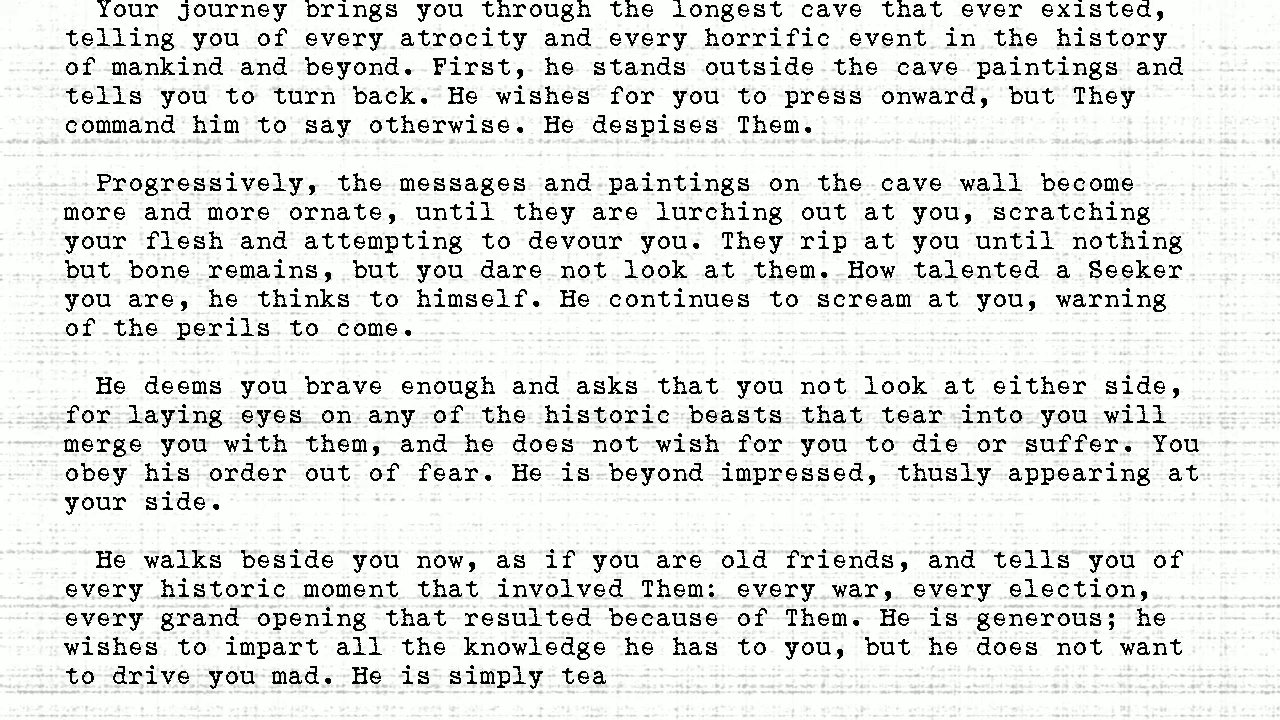 Your journey brings you through the longest cave that ever existed,
telling you of every atrocity and every horrific event in the history
of mankind and beyond. First, he stands outside the cave paintings and
tells you to turn back. He wishes for you to press onward, but They
command him to say otherwise. He despises Them.
Progressively, the messages and paintings on the cave wall become
more and more ornate, until they are lurching out at you, scratching
your flesh and attempting to devour you. They rip at you until nothing
but bone remains, but you dare not look at them. How talented a Seeker
you are, he thinks to himself. He continues to scream at you, warning
of the perils to come.
He deems you brave enough and asks that you not look at either side,
for laying eyes on any of the historic beasts that tear into you will
merge you with them, and he does not wish for you to die or suffer. You
obey his order out of fear. He is beyond impressed, thusly appearing at
your side.
He walks beside you now, as if you are old friends, and tells you of
every historic moment that involved Them: every war, every election,
every grand opening that resulted because of Them. He is generous; he
wishes to impart all the knowledge he has to you, but he does not want
to drive you mad. He is simply tea